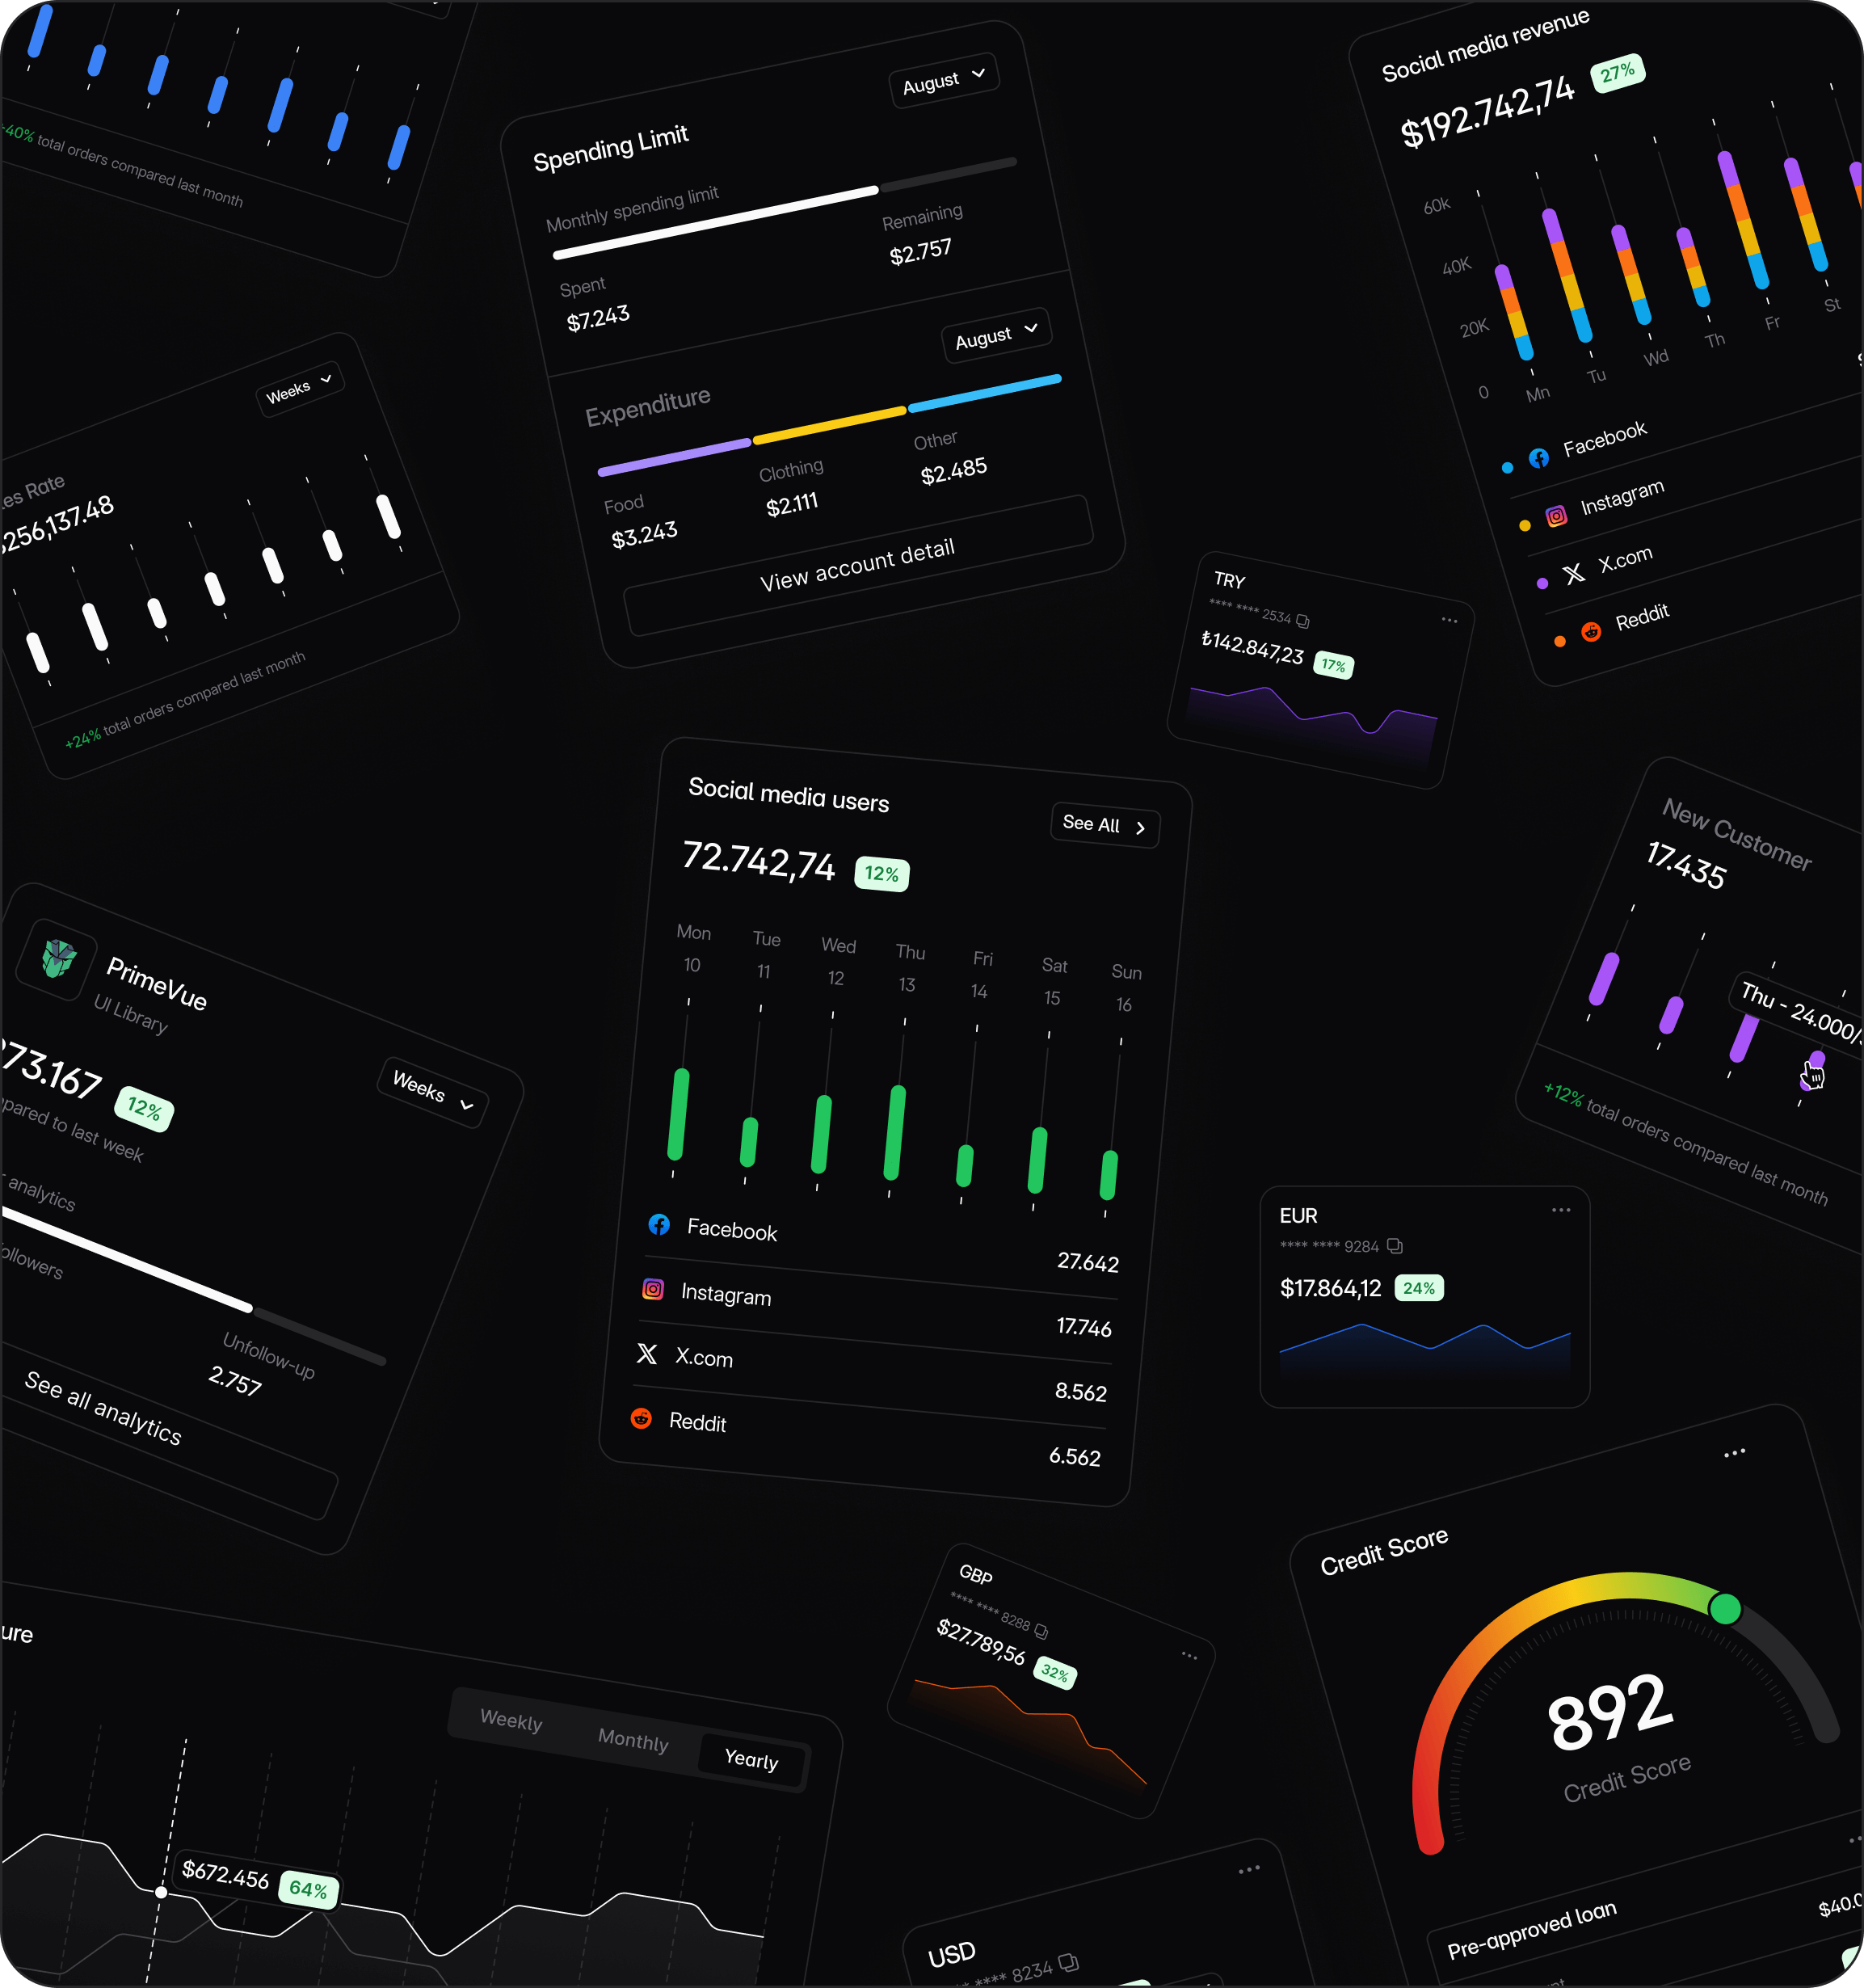 -40% total orders compared last month
August
Spending Limit
Monthly spending limit
Remaining
$2.757
Spent
$7.243
August
Expenditure
Food
$3.243
Clothing
$2.111
Other
$2.485
View account detail
Social media revenue
$192.742,74 27%
60k
40K
20K
0
Mn Tu Wd Th Fr St
Facebook
Instagram
X.com
Reddit
Weeks
Rate
256,137.48
+24% total orders compared last month
TRY
**** **** 2534
₺142.847,23 17%
Social media users
See All
72.742,74 12%
Mon Tue Wed Thu Fri Sat Sun
10 11 12 13 14 15 16
Facebook 27.642
Instagram 17.746
X.com 8.562
Reddit 6.562
New Customer
17.435
Thu - 24.000/
+12% total orders compared last month
PrimeVue
UI Library
73.167 12%
to last week
Weeks
analytics
Unfollow-up
2.757
See all analytics
EUR
**** **** 9284
$17.864,12 24%
GBP
**** **** 8288
$27.789,56 32%
Credit Score
892
Credit Score
Pre-approved loan
$40.0
Weekly Monthly Yearly
$672.456 64%
USD
**** 8234